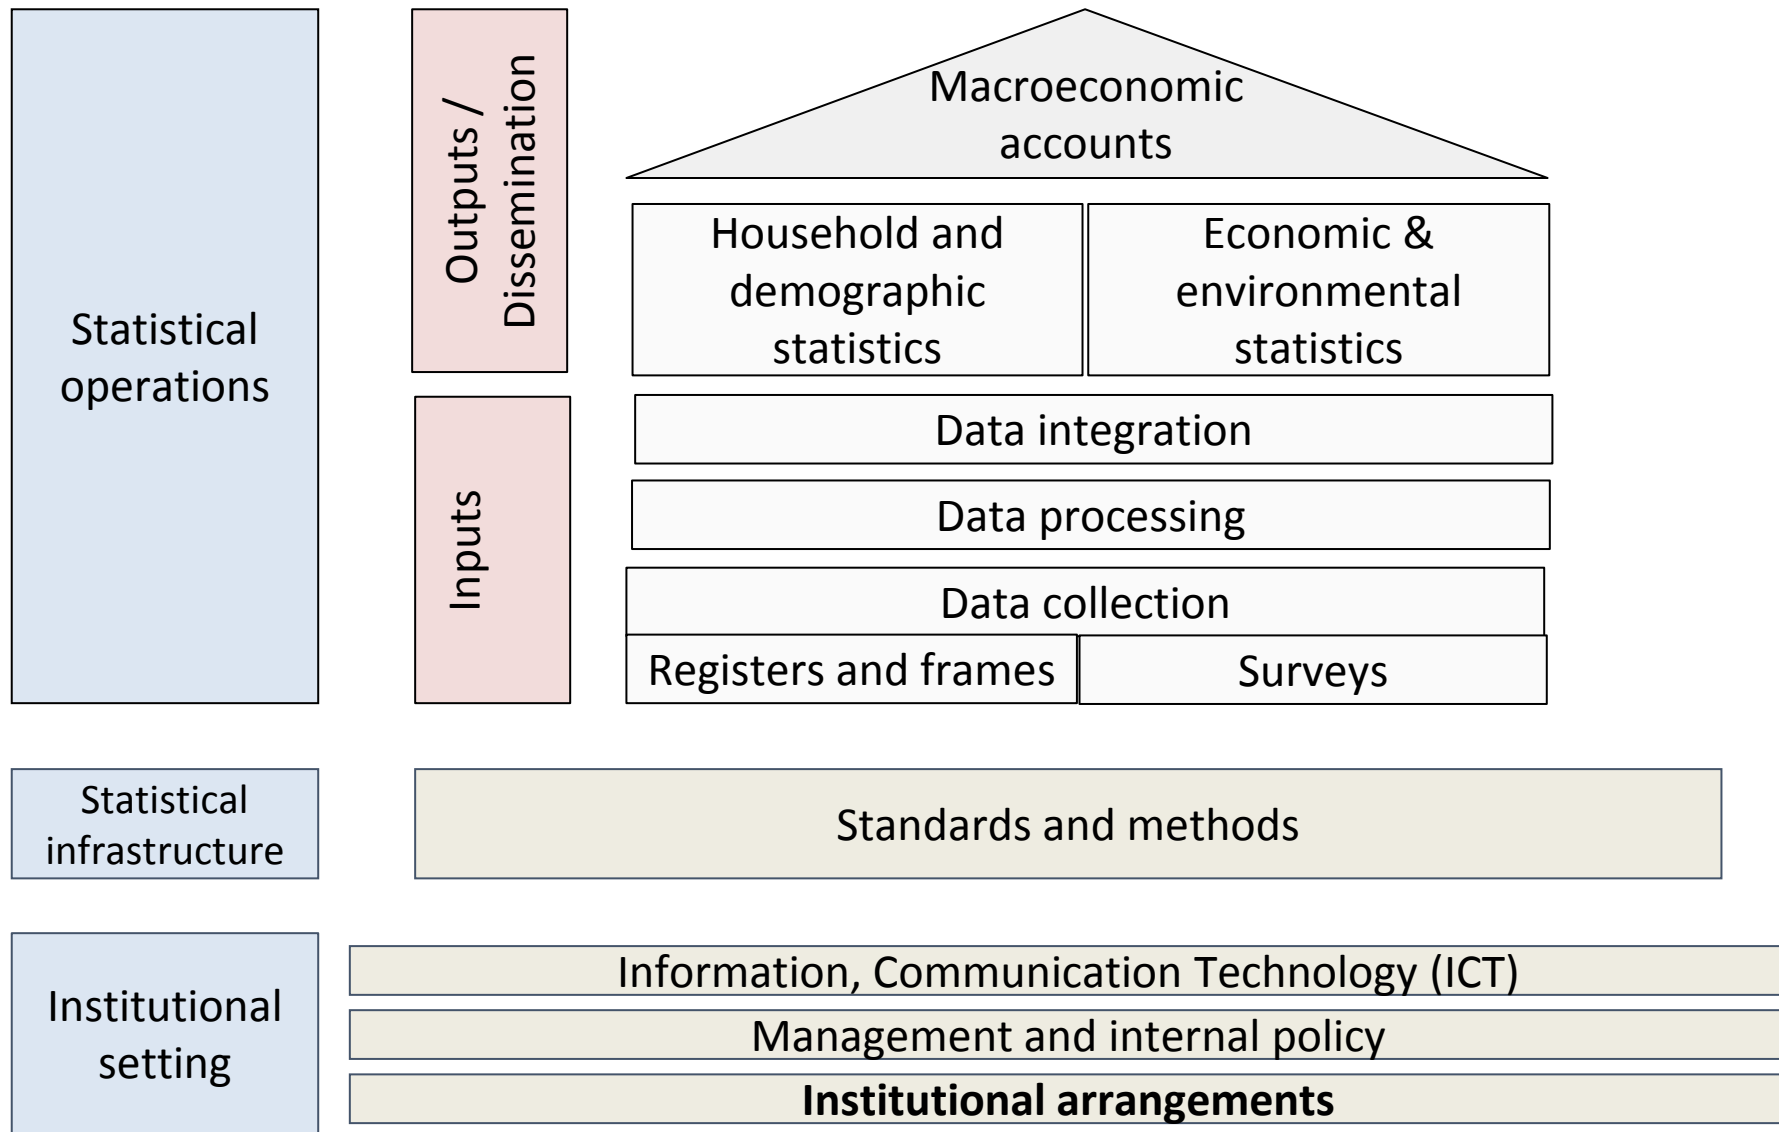 Statistical
operations
Outputs /
Dissemination
Macroeconomic
accounts
Household and
demographic
statistics
Economic &
environmental
statistics
Inputs
Data integration
Data processing
Data collection
Registers and frames
Surveys
Statistical
infrastructure
Standards and methods
Institutional
setting
Information, Communication Technology (ICT)
Management and internal policy
Institutional arrangements